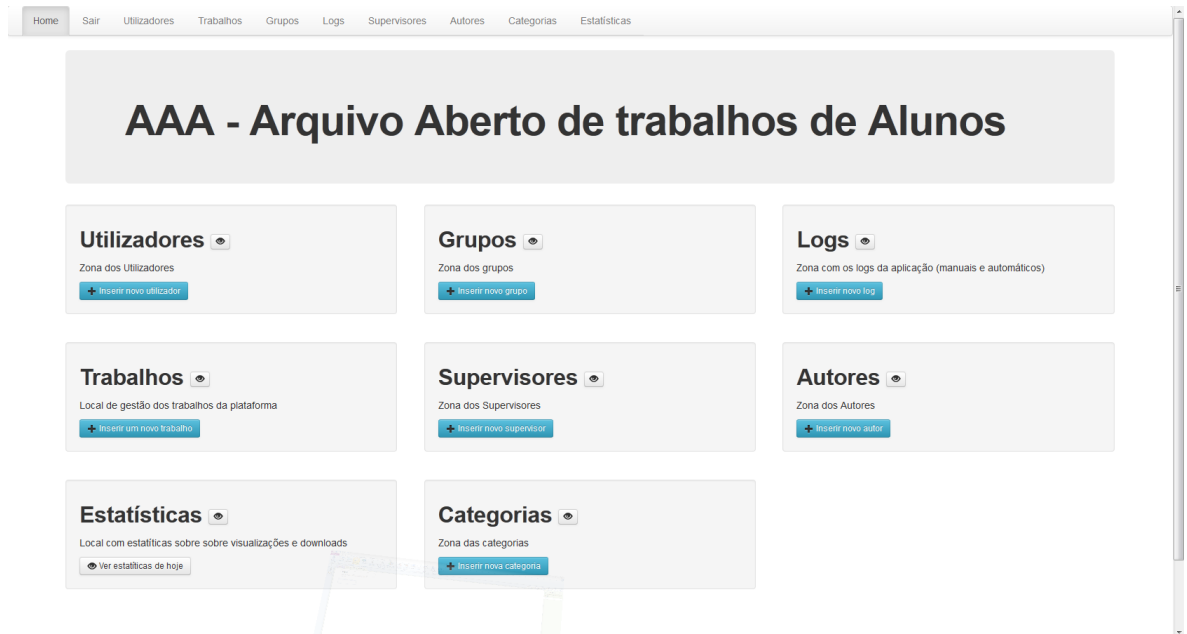 Home Sair Utilizadores Trabalhos Grupos Logs Supervisores Autores Categorias Estatísticas
AAA - Arquivo Aberto de trabalhos de Alunos
Utilizadores
Zona dos Utilizadores
Inserir novo utilizador
Grupos
Zona dos grupos
Inserir novo grupo
Logs
Zona com os logs da aplicação (manuais e automáticos)
Inserir novo log
Trabalhos
Local de gestão dos trabalhos da plataforma
Inserir um novo trabalho
Supervisores
Zona dos Supervisores
Inserir novo supervisor
Autores
Zona dos Autores
Inserir novo autor
Estatísticas
Local com estatíticas sobre sobre visualizações e downloads
Ver estatíticas de hoje
Categorias
Zona das categorias
Inserir nova categoria